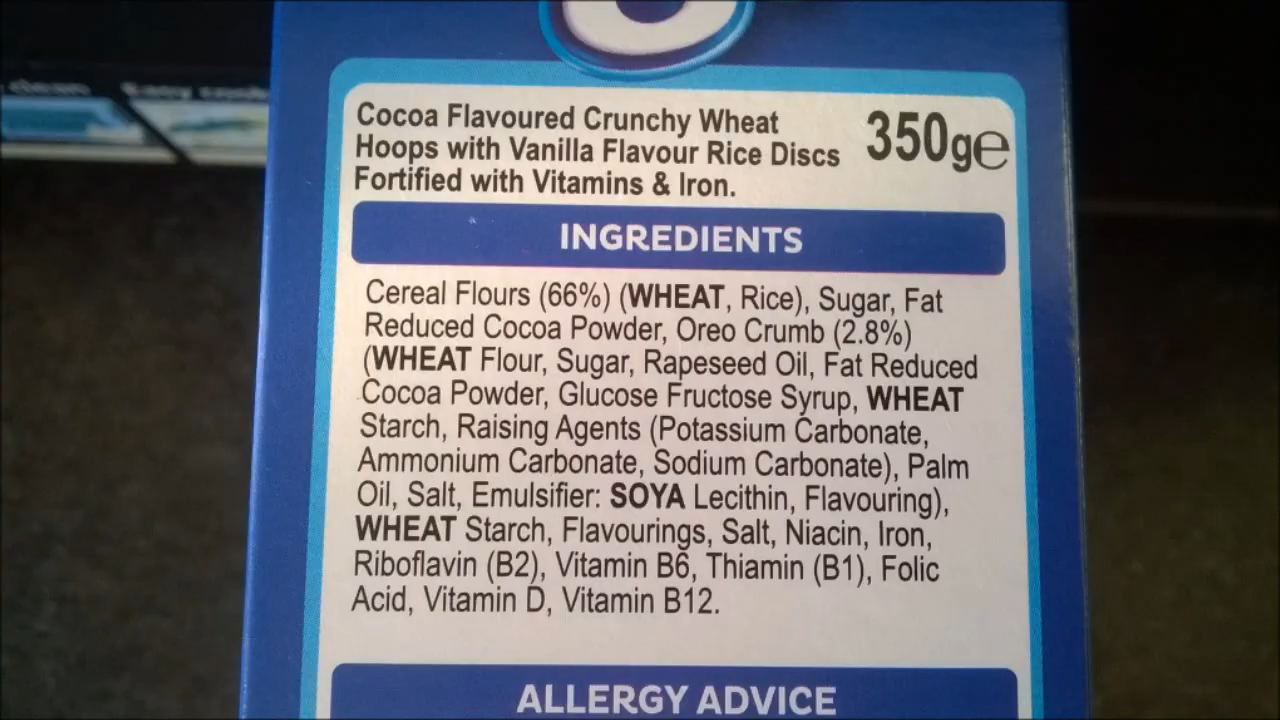 Cocoa Flavoured Crunchy Wheat
Hoops with Vanilla Flavour Rice Discs
Fortified with Vitamins & Iron.
350g℮
INGREDIENTS
Cereal Flours (66%) (WHEAT, Rice), Sugar, Fat
Reduced Cocoa Powder, Oreo Crumb (2.8%)
(WHEAT Flour, Sugar, Rapeseed Oil, Fat Reduced
Cocoa Powder, Glucose Fructose Syrup, WHEAT
Starch, Raising Agents (Potassium Carbonate,
Ammonium Carbonate, Sodium Carbonate), Palm
Oil, Salt, Emulsifier: SOYA Lecithin, Flavouring),
WHEAT Starch, Flavourings, Salt, Niacin, Iron,
Riboflavin (B2), Vitamin B6, Thiamin (B1), Folic
Acid, Vitamin D, Vitamin B12.
ALLERGY ADVICE